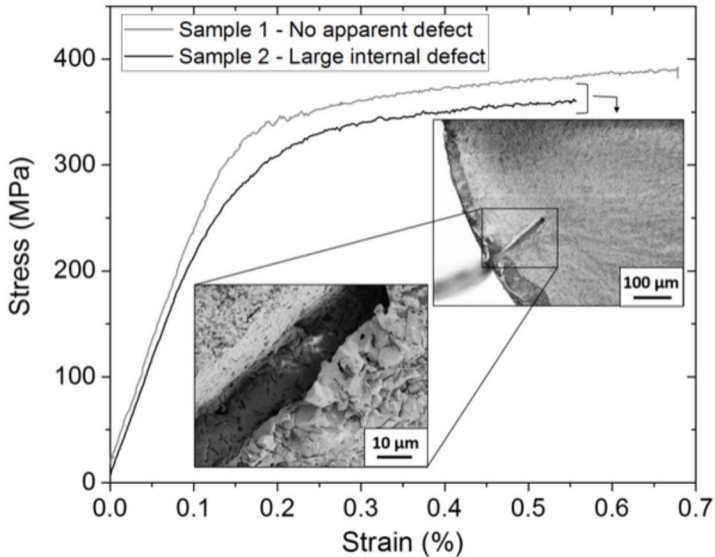 Sample 1 - No apparent defect
Sample 2 - Large internal defect
Stress (MPa)
400
300
200
100
0
100 µm
10 µm
0.0 0.1 0.2 0.3 0.4 0.5 0.6 0.7
Strain (%)